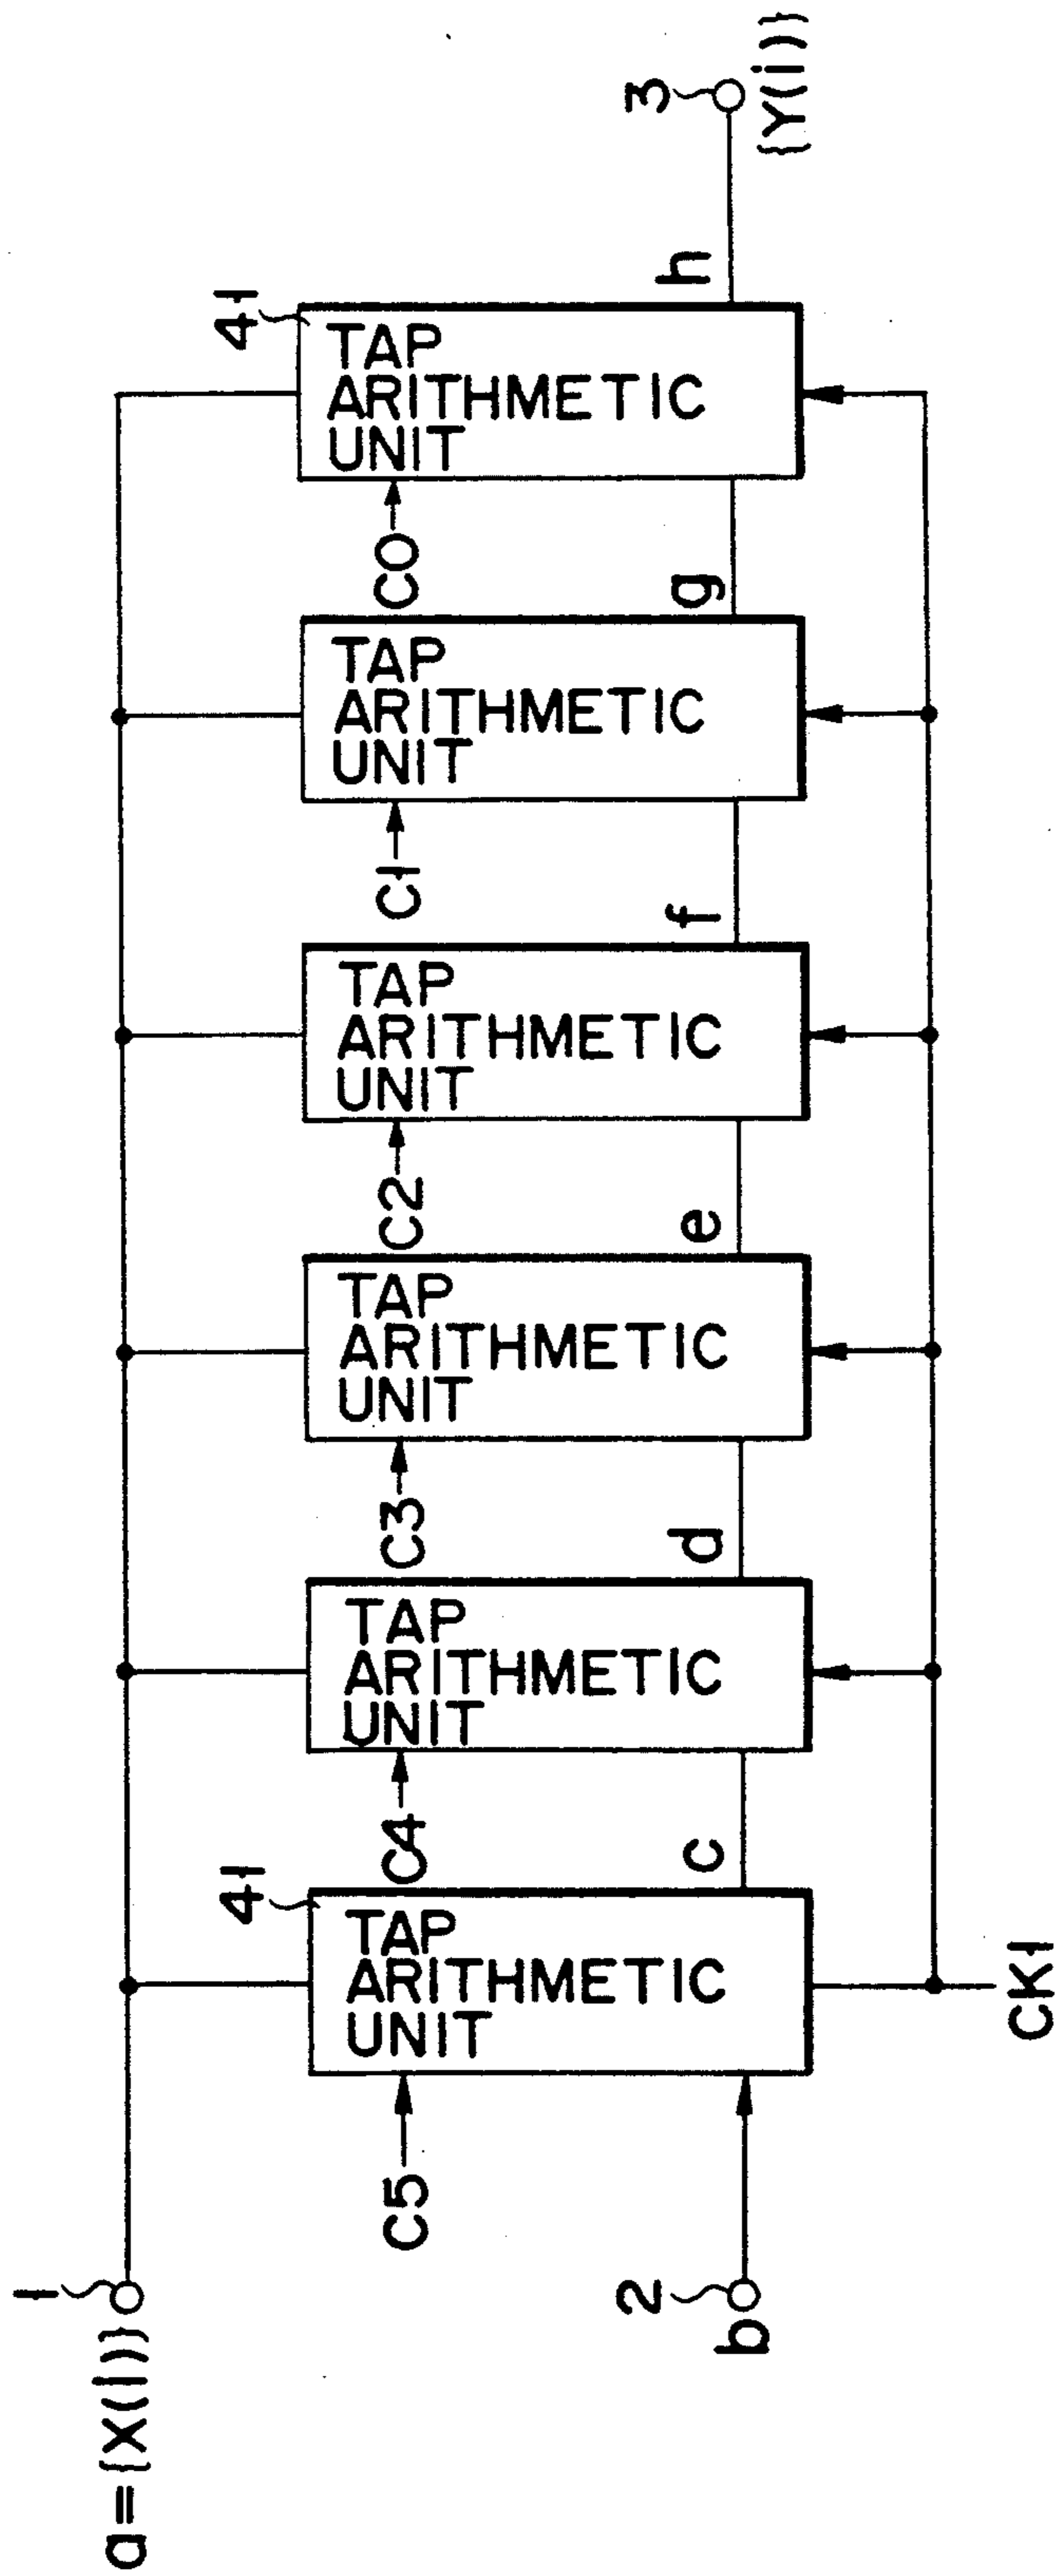 a={X(i)}
1
41
41
TAP
ARITHMETIC
UNIT
TAP
ARITHMETIC
UNIT
TAP
ARITHMETIC
UNIT
TAP
ARITHMETIC
UNIT
TAP
ARITHMETIC
UNIT
TAP
ARITHMETIC
UNIT
C5
C4
C3
C2
C1
C0
2
b
c
d
e
f
g
h
3
{Y(i)}
CK1